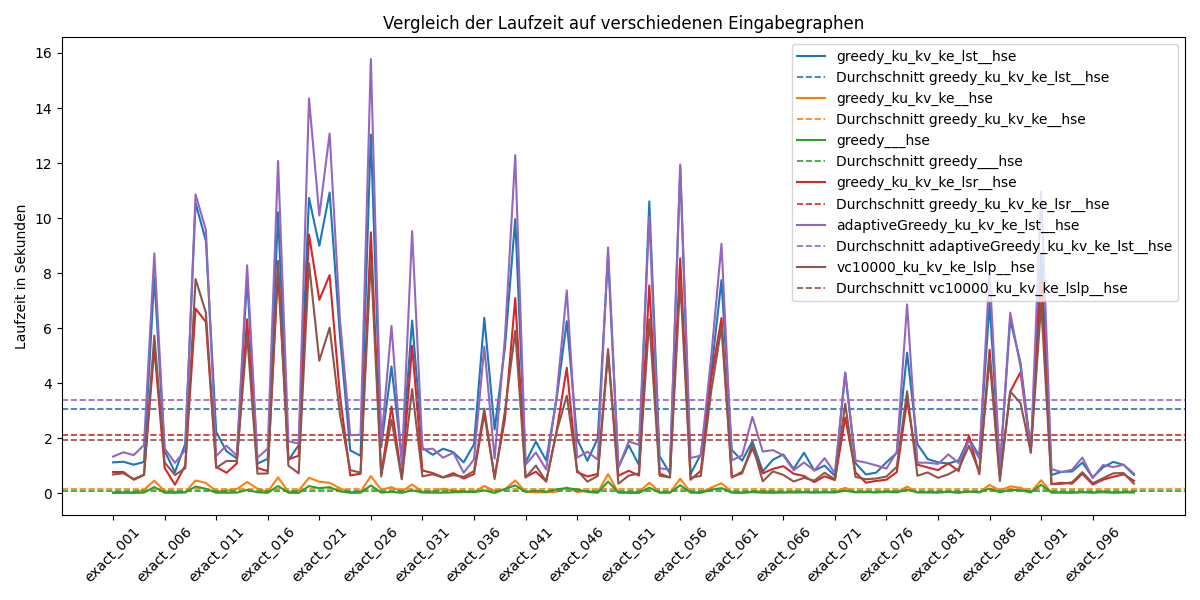 Vergleich der Laufzeit auf verschiedenen Eingabegraphen
Laufzeit in Sekunden
16
14
12
10
8
6
4
2
0
greedy_ku_kv_ke_lst__hse
Durchschnitt greedy_ku_kv_ke_lst__hse
greedy_ku_kv_ke__hse
Durchschnitt greedy_ku_kv_ke__hse
greedy___hse
Durchschnitt greedy___hse
greedy_ku_kv_ke_lsr__hse
Durchschnitt greedy_ku_kv_ke_lsr__hse
adaptiveGreedy_ku_kv_ke_lst__hse
Durchschnitt adaptiveGreedy_ku_kv_ke_lst__hse
vc10000_ku_kv_ke_lslp__hse
Durchschnitt vc10000_ku_kv_ke_lslp__hse
exact_001
exact_006
exact_011
exact_016
exact_021
exact_026
exact_031
exact_036
exact_041
exact_046
exact_051
exact_056
exact_061
exact_066
exact_071
exact_076
exact_081
exact_086
exact_091
exact_096